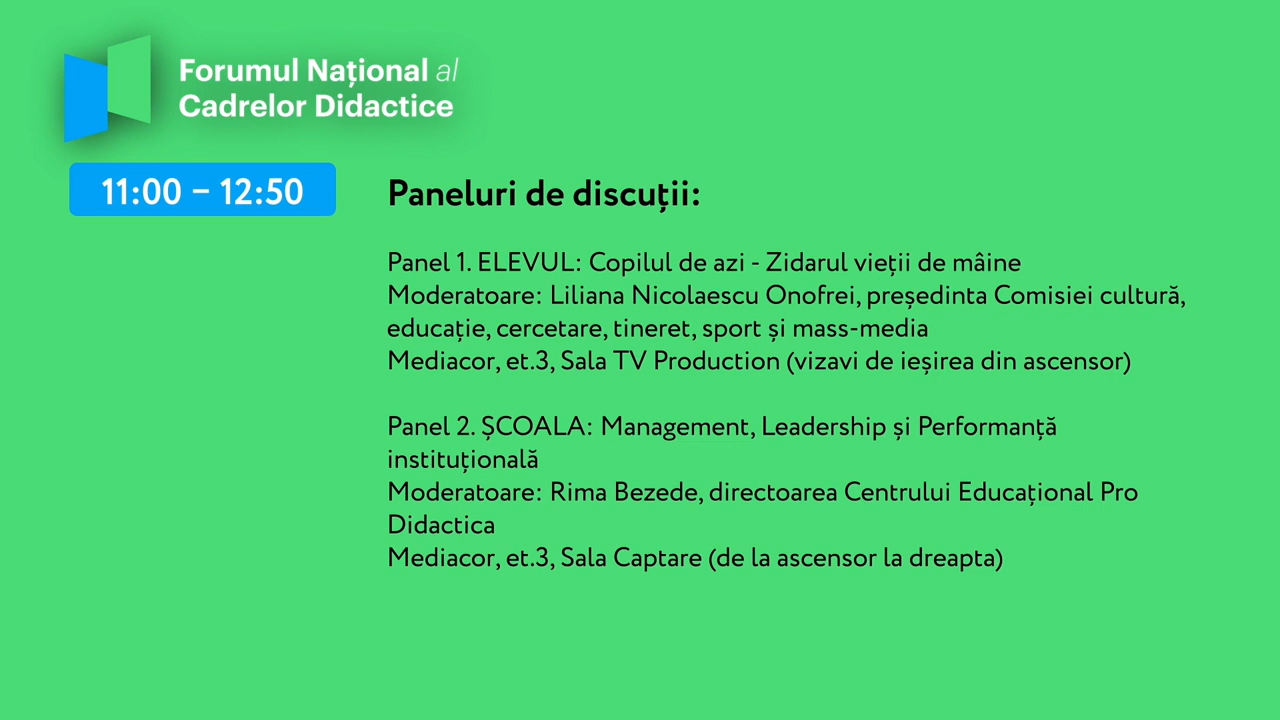 Forumul Național al
Cadrelor Didactice
11:00 – 12:50
Paneluri de discuții:
Panel 1. ELEVUL: Copilul de azi - Zidarul vieții de mâine
Moderatoare: Liliana Nicolaescu Onofrei, președinta Comisiei cultură,
educație, cercetare, tineret, sport și mass-media
Mediacor, et.3, Sala TV Production (vizavi de ieșirea din ascensor)
Panel 2. ȘCOALA: Management, Leadership și Performanță
instituțională
Moderatoare: Rima Bezede, directoarea Centrului Educațional Pro
Didactica
Mediacor, et.3, Sala Captare (de la ascensor la dreapta)